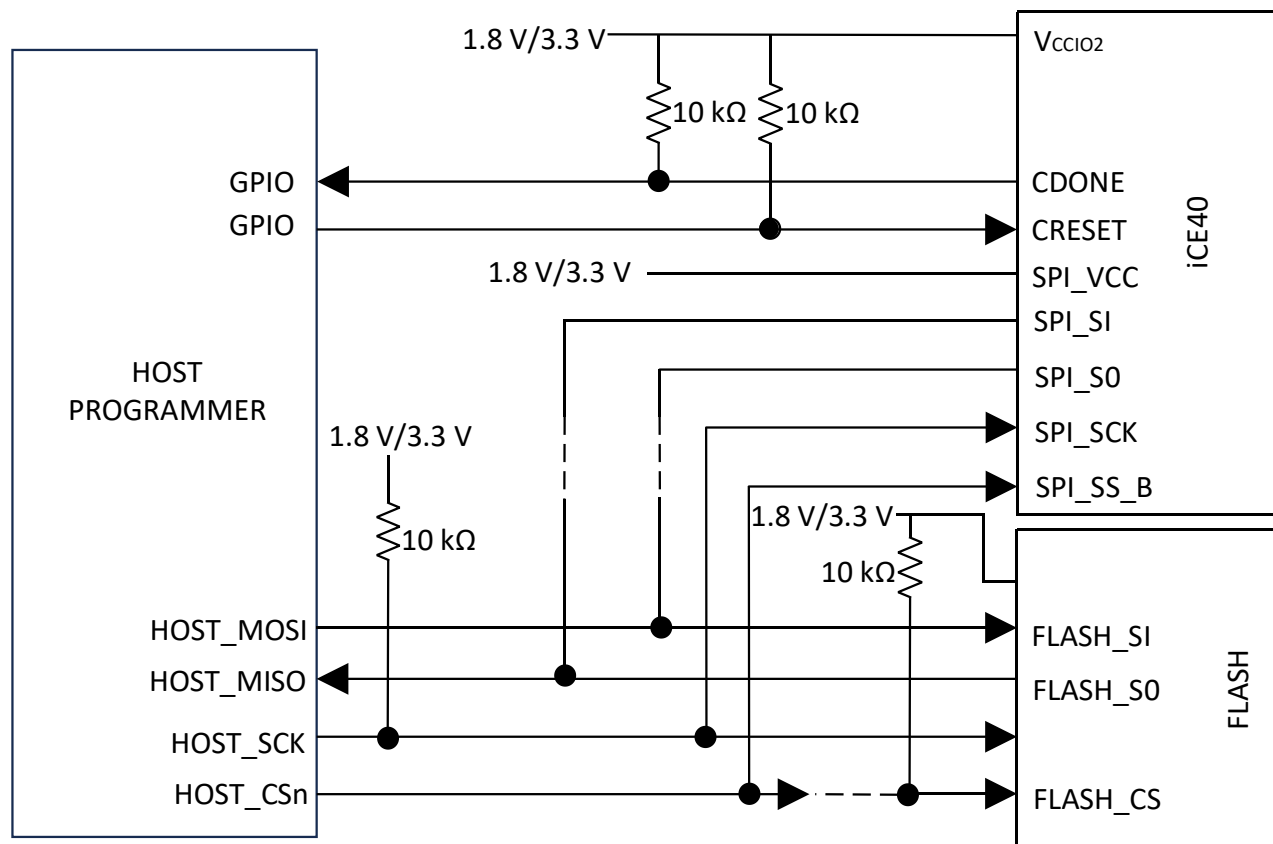 1.8 V/3.3 V
VCCIO2
10 kΩ
10 kΩ
GPIO
CDONE
GPIO
CRESET
iCE40
1.8 V/3.3 V
SPI_VCC
SPI_SI
HOST
PROGRAMMER
SPI_S0
1.8 V/3.3 V
SPI_SCK
SPI_SS_B
1.8 V/3.3 V
10 kΩ
10 kΩ
HOST_MOSI
FLASH_SI
HOST_MISO
FLASH_S0
FLASH
HOST_SCK
HOST_CSn
FLASH_CS